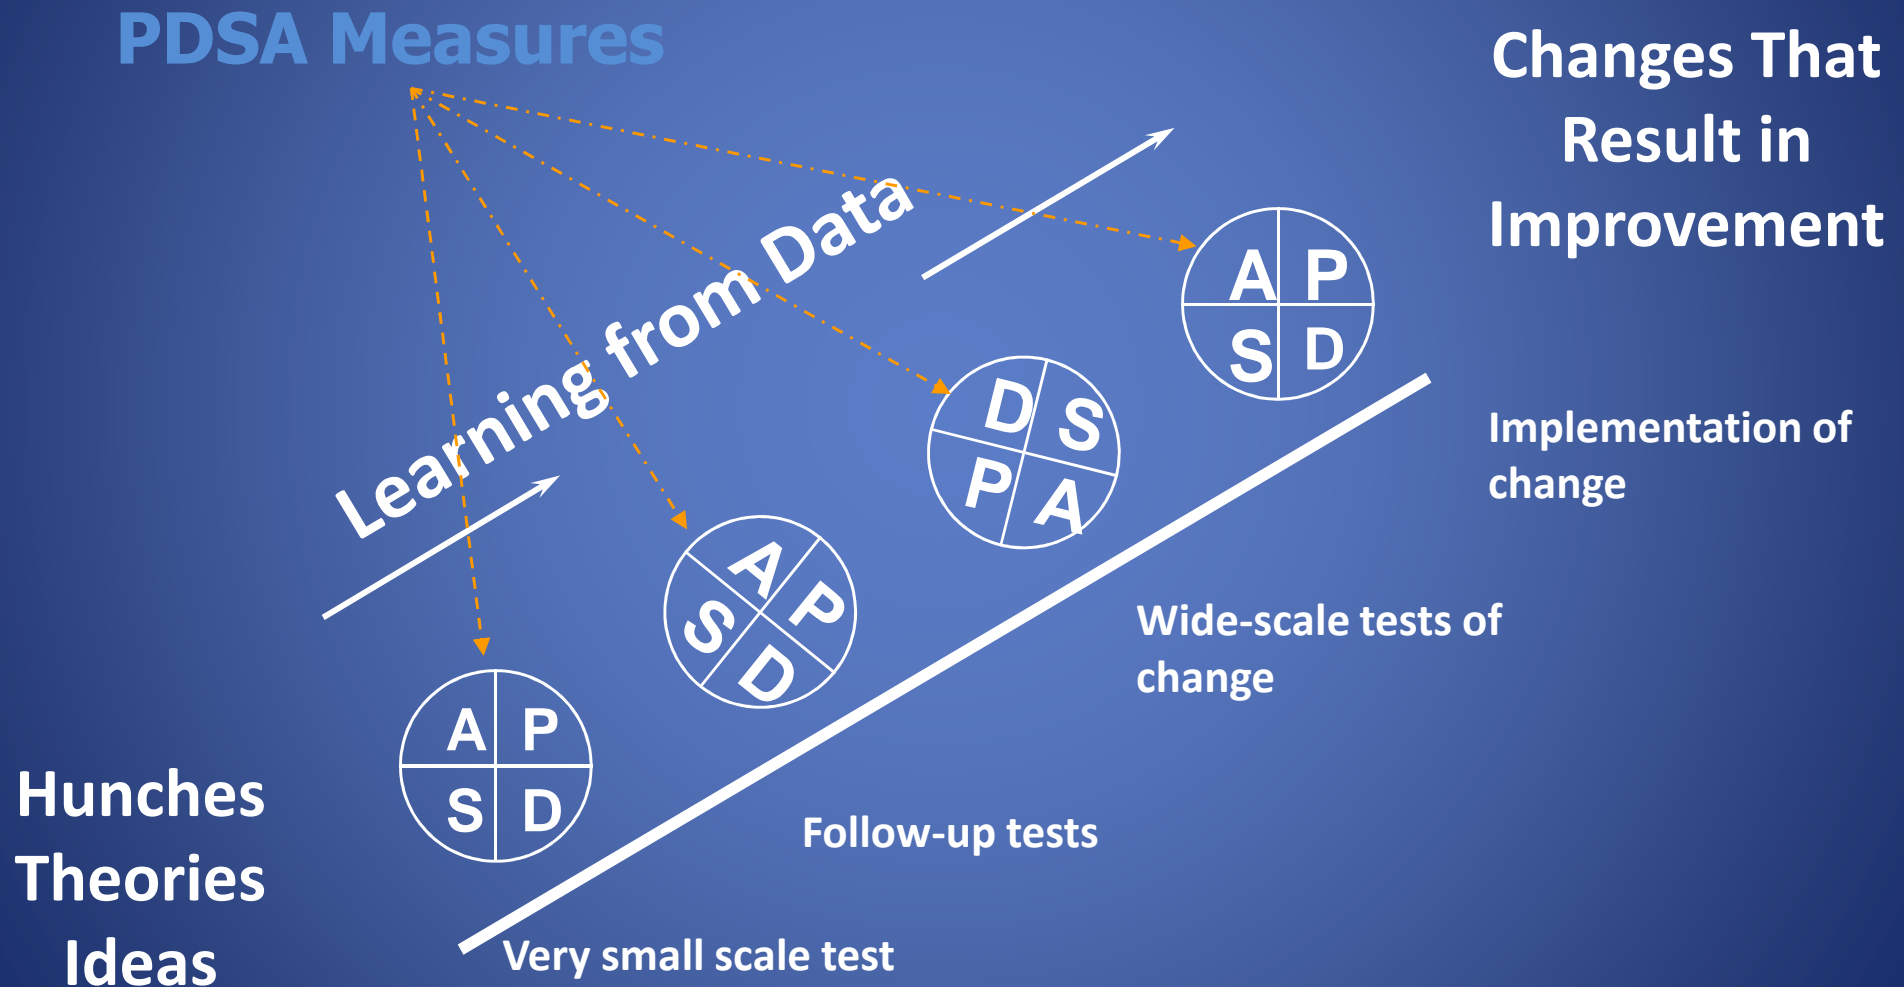 PDSA Measures
Changes That
Result in
Improvement
Learning from Data
A P
S D
D S
P A
A P
S D
A P
S D
Implementation of
change
Wide-scale tests of
change
Follow-up tests
Very small scale test
Hunches
Theories
Ideas